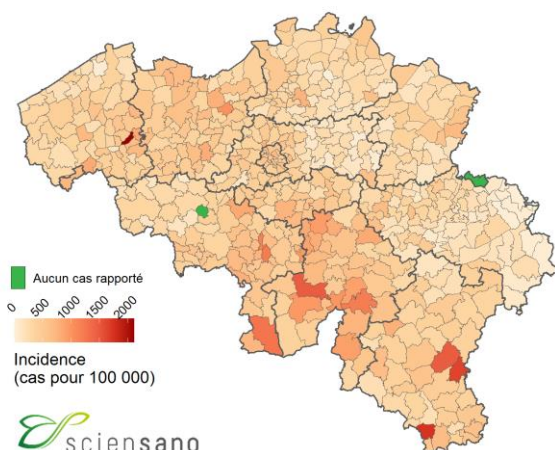 Aucun cas rapporté
0 500 1000 1500 2000
Incidence
(cas pour 100 000)
sciensano